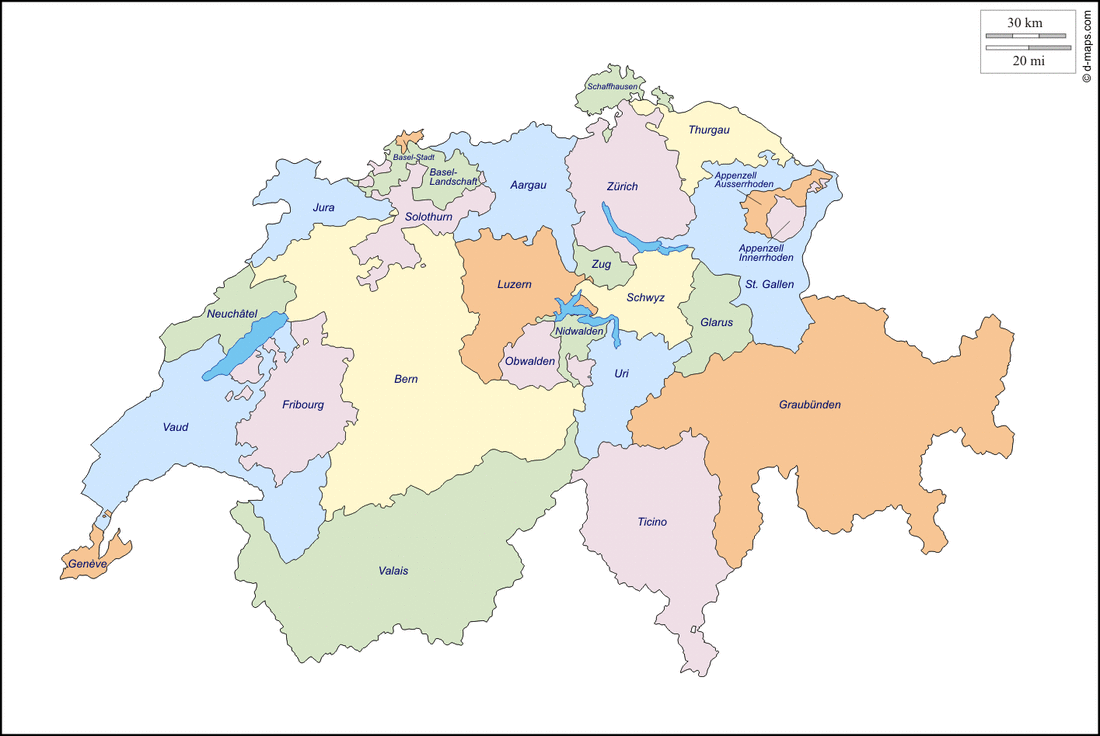 30 km
20 mi
© d-maps.com
Schaffhausen
Thurgau
Basel-Stadt
Basel-
Landschaft
Aargau
Zürich
Appenzell
Ausserrhoden
Jura
Solothurn
Appenzell
Innerrhoden
Zug
St. Gallen
Luzern
Schwyz
Neuchâtel
Glarus
Nidwalden
Obwalden
Uri
Bern
Fribourg
Graubünden
Vaud
Ticino
Genève
Valais